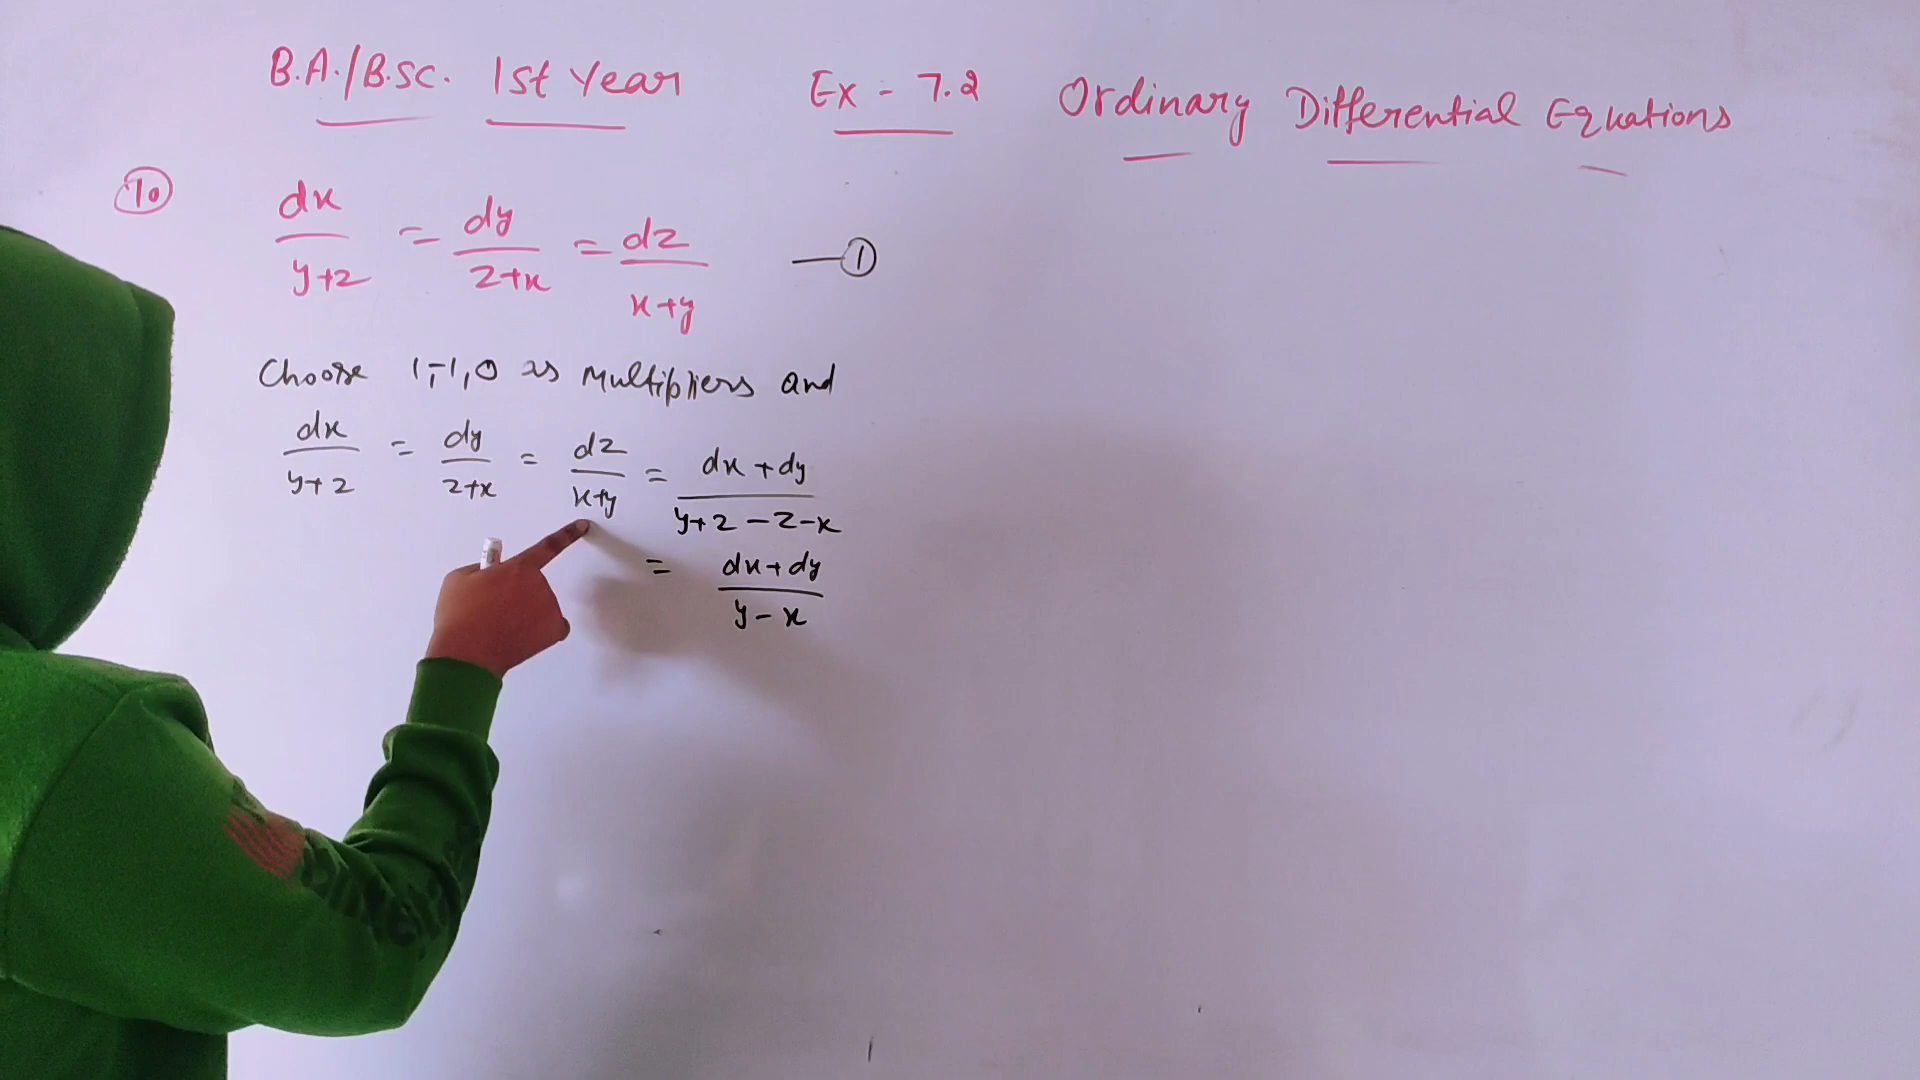 B.A./B.Sc. 1st Year Ex - 7.2 Ordinary Differential Equations
(10) dx/y+z = dy/z+x = dz/x+y —(1)
Choose 1,-1,0 as Multipliers and
dx/y+z = dy/z+x = dz/x+y = dx+dy/y+z-z-x
= dx+dy/y-x